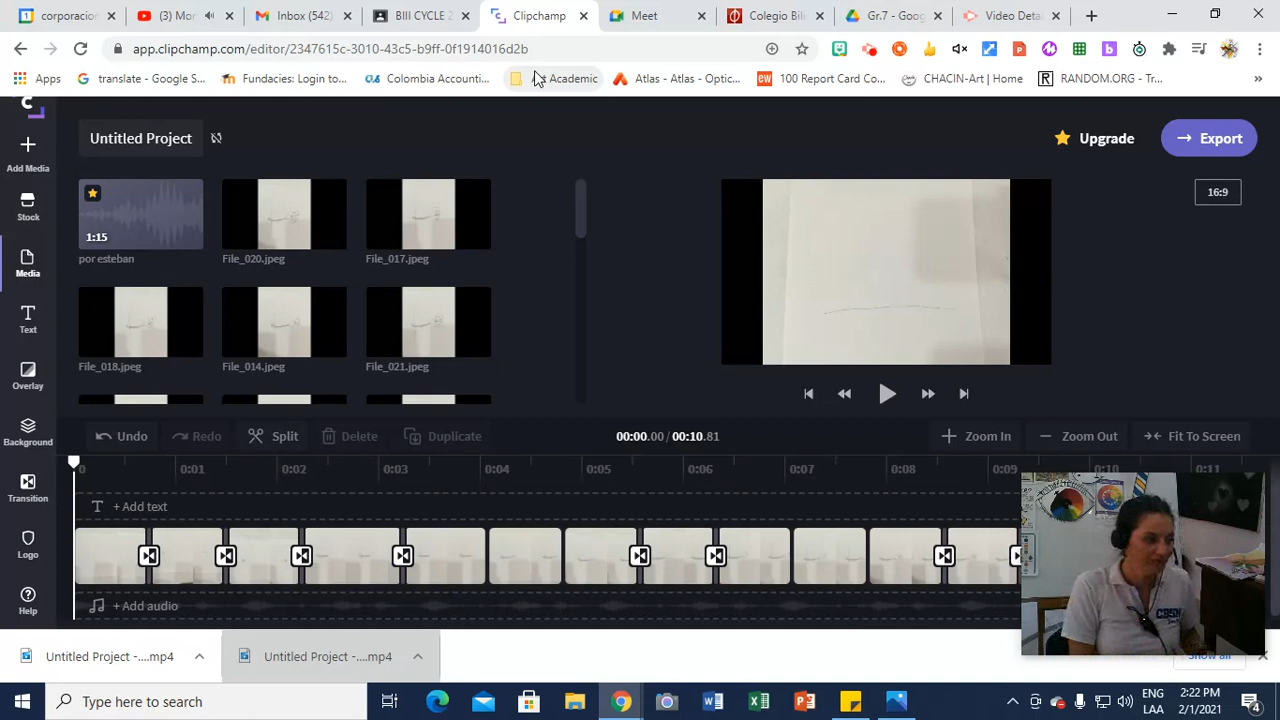 corporacion
(3) Mor
Inbox (542)
BIII CYCLE 2
Clipchamp
Meet
Colegio Bili
Gr.7 - Goog
Video Deta
app.clipchamp.com/editor/2347615c-3010-43c5-b9ff-0f1914016d2b
Apps
translate - Google S...
Fundacies: Login to...
Colombia Accounti...
Academic
Atlas - Atlas - Optic...
100 Report Card Co...
CHACIN-Art | Home
RANDOM.ORG - Tr...
»
Untitled Project
Upgrade
Export
Add Media
Stock
Media
Text
Overlay
Background
Transition
Logo
Help
1:15
por esteban
File_020.jpeg
File_017.jpeg
File_018.jpeg
File_014.jpeg
File_021.jpeg
16:9
Undo
Redo
Split
Delete
Duplicate
00:00.00 / 00:10.81
Zoom In
Zoom Out
Fit To Screen
0 0:01 0:02 0:03 0:04 0:05 0:06 0:07 0:08 0:09 0:10 0:11
T + Add text
+ Add audio
CBSH
Untitled Project -....mp4
Untitled Project -....mp4
Show all
Type here to search
ENG
LAA
2:22 PM
2/1/2021
4